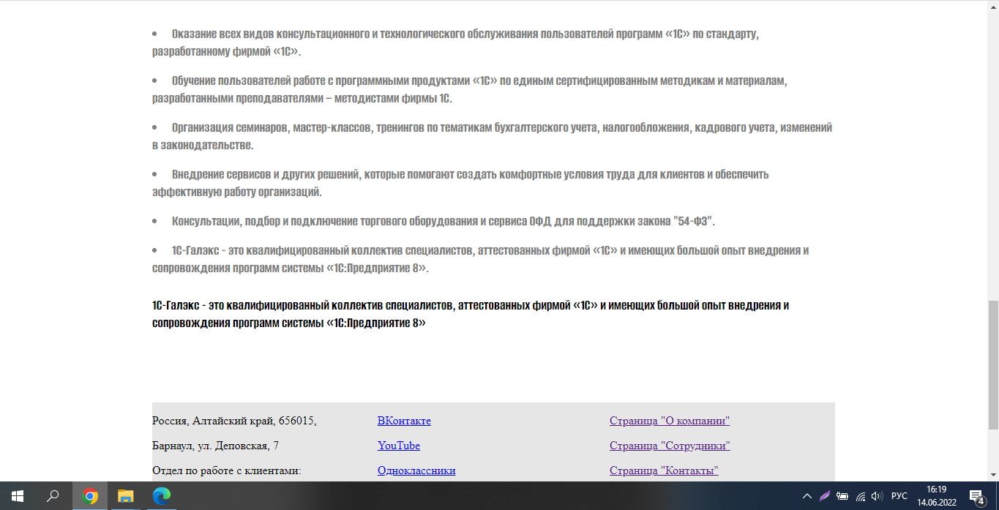 • Оказание всех видов консультационного и технологического обслуживания пользователей программ «1С» по стандарту,
разработанному фирмой «1С».
• Обучение пользователей работе с программными продуктами «1С» по единым сертифицированным методикам и материалам,
разработанными преподавателями – методистами фирмы 1С.
• Организация семинаров, мастер-классов, тренингов по тематикам бухгалтерского учета, налогообложения, кадрового учета, изменений
в законодательстве.
• Внедрение сервисов и других решений, которые помогают создать комфортные условия труда для клиентов и обеспечить
эффективную работу организаций.
• Консультации, подбор и подключение торгового оборудования и сервиса ОФД для поддержки закона "54-ФЗ".
• 1С-Галэкс - это квалифицированный коллектив специалистов, аттестованных фирмой «1С» и имеющих большой опыт внедрения и
сопровождения программ системы «1С:Предприятие 8».
1С-Галэкс - это квалифицированный коллектив специалистов, аттестованных фирмой «1С» и имеющих большой опыт внедрения и
сопровождения программ системы «1С:Предприятие 8»
Россия, Алтайский край, 656015, ВКонтакте Страница "О компании"
Барнаул, ул. Деповская, 7 YouTube Страница "Сотрудники"
Отдел по работе с клиентами: Одноклассники Страница "Контакты"
РУС 16:19
14.06.2022 4